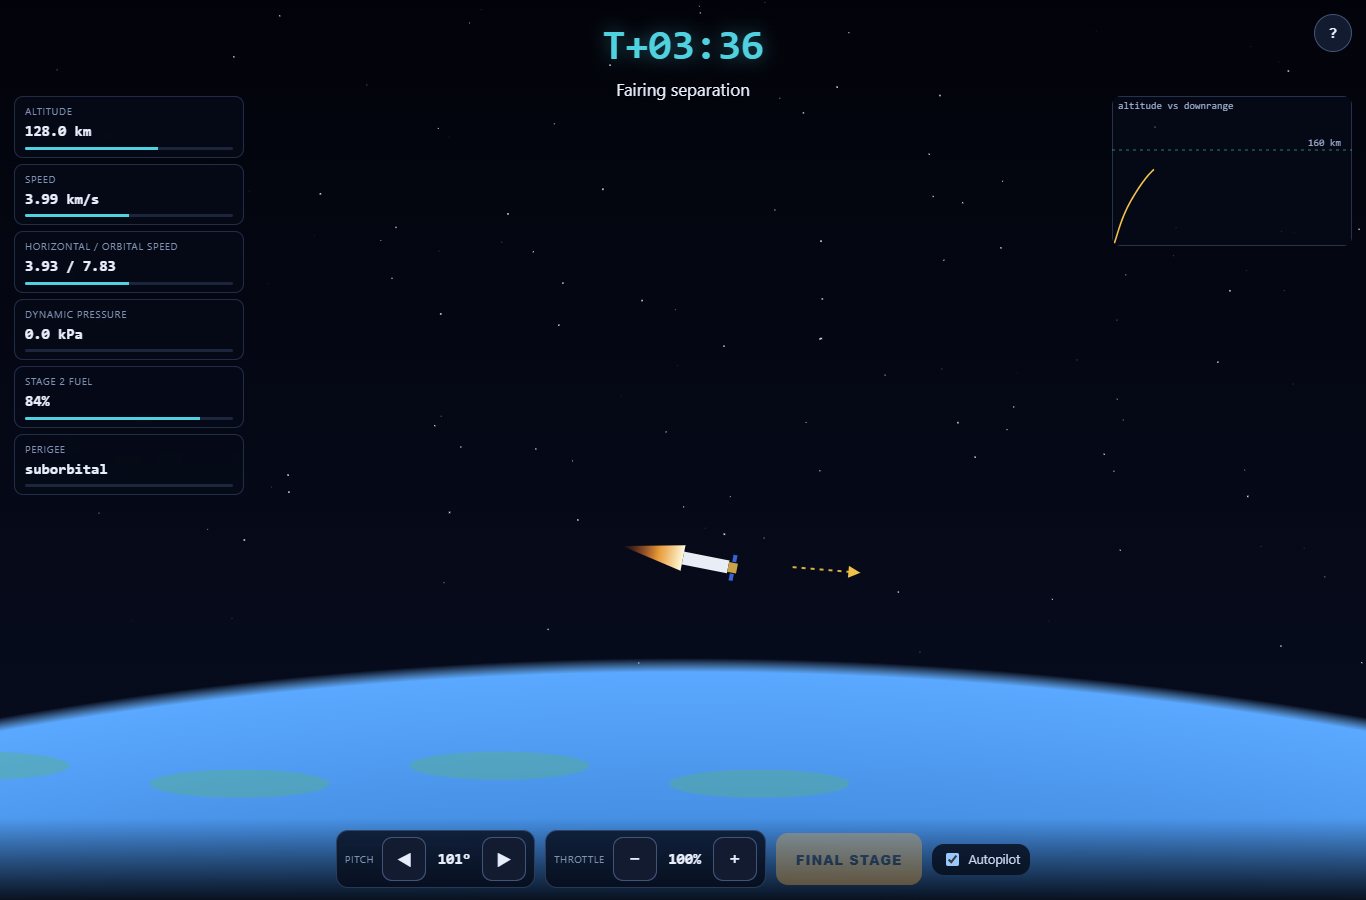 T+03:36
Fairing separation
?
ALTITUDE
128.0 km
SPEED
3.99 km/s
HORIZONTAL / ORBITAL SPEED
3.93 / 7.83
DYNAMIC PRESSURE
0.0 kPa
STAGE 2 FUEL
84%
PERIGEE
suborbital
altitude vs downrange
160 km
PITCH ◀ 101° ▶
THROTTLE − 100% +
FINAL STAGE
Autopilot